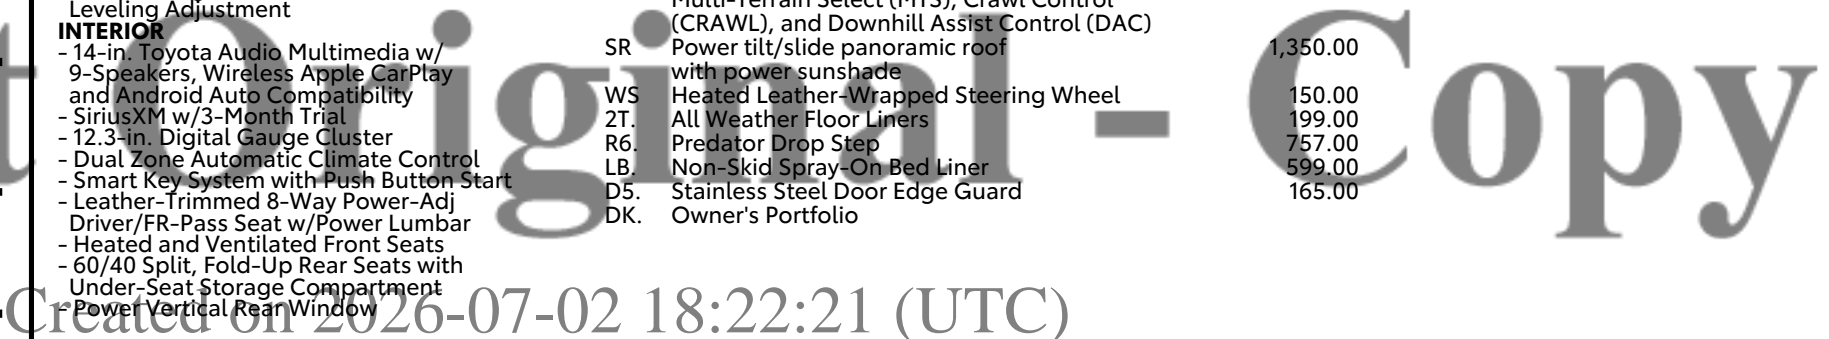 Leveling Adjustment
INTERIOR
- 14-in. Toyota Audio Multimedia w/
9-Speakers, Wireless Apple CarPlay
and Android Auto Compatibility
- SiriusXM w/3-Month Trial
- 12.3-in. Digital Gauge Cluster
- Dual Zone Automatic Climate Control
- Smart Key System with Push Button Start
- Leather-Trimmed 8-Way Power-Adj
Driver/FR-Pass Seat w/Power Lumbar
- Heated and Ventilated Front Seats
- 60/40 Split, Fold-Up Rear Seats with
Under-Seat Storage Compartment
- Power Vertical Rear Window
Multi-Terrain Select (MTS), Crawl Control
(CRAWL), and Downhill Assist Control (DAC)
SR Power tilt/slide panoramic roof 1,350.00
with power sunshade
WS Heated Leather-Wrapped Steering Wheel 150.00
2T. All Weather Floor Liners 199.00
R6. Predator Drop Step 757.00
LB. Non-Skid Spray-On Bed Liner 599.00
D5. Stainless Steel Door Edge Guard 165.00
DK. Owner's Portfolio
t Original - Copy
Created on 2026-07-02 18:22:21 (UTC)